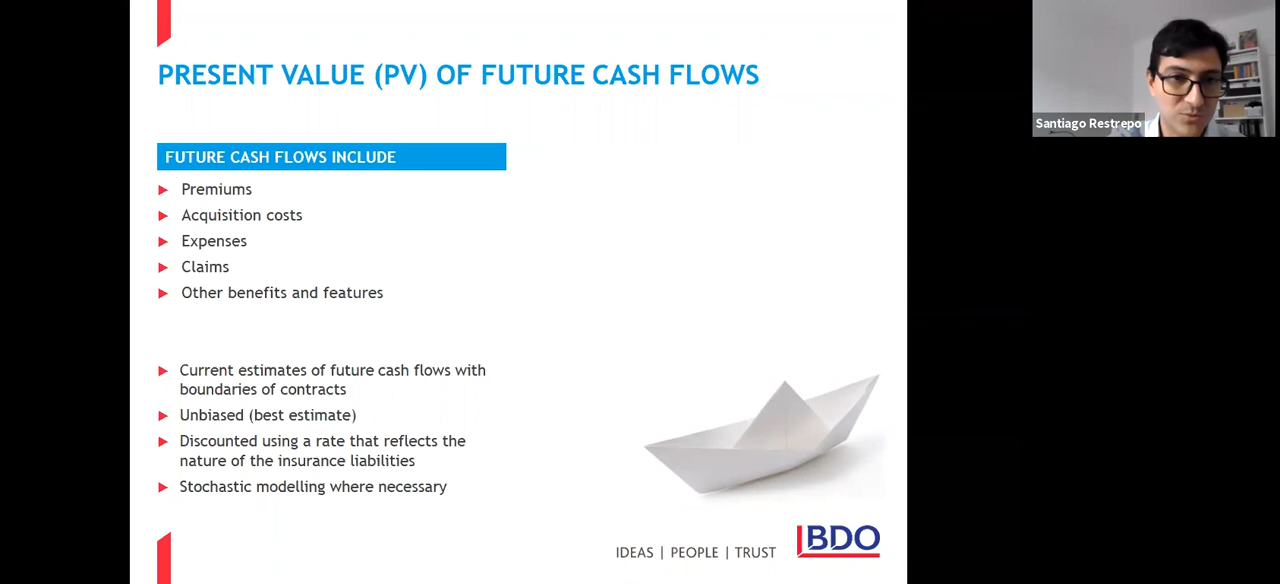 PRESENT VALUE (PV) OF FUTURE CASH FLOWS
FUTURE CASH FLOWS INCLUDE
Premiums
Acquisition costs
Expenses
Claims
Other benefits and features
Current estimates of future cash flows with
boundaries of contracts
Unbiased (best estimate)
Discounted using a rate that reflects the
nature of the insurance liabilities
Stochastic modelling where necessary
IDEAS | PEOPLE | TRUST
BDO
Santiago Restrepo